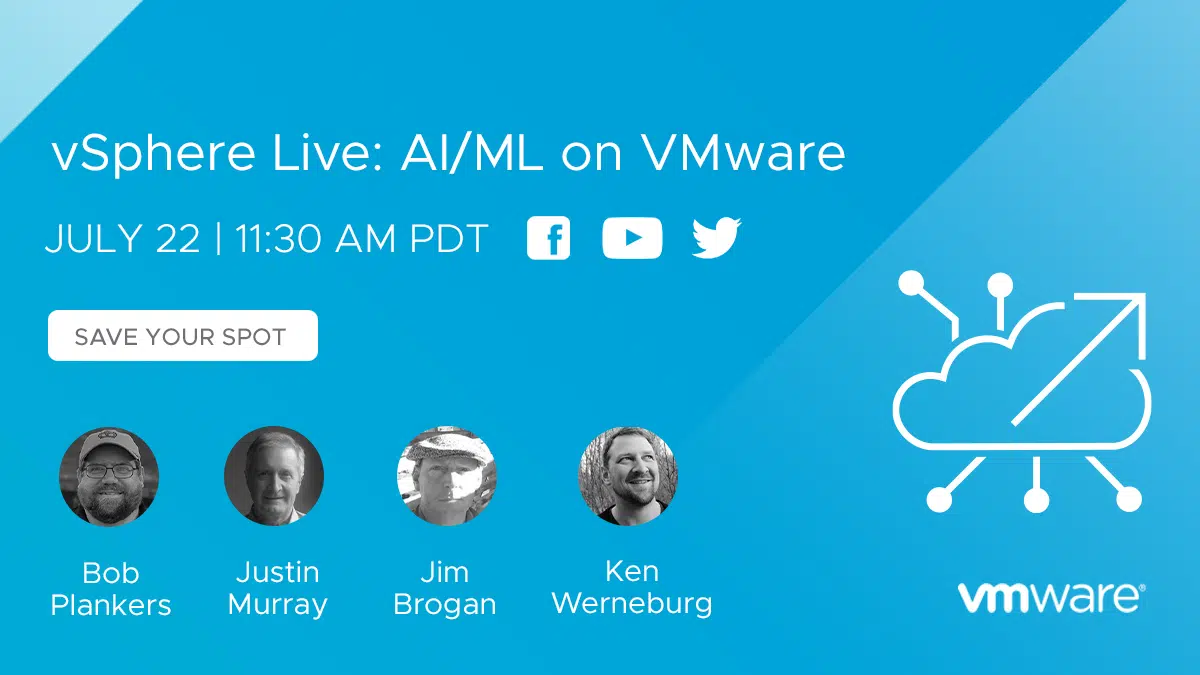 vSphere Live: AI/ML on VMware
JULY 22 | 11:30 AM PDT
SAVE YOUR SPOT
Bob
Plankers
Justin
Murray
Jim
Brogan
Ken
Werneburg
vmware®